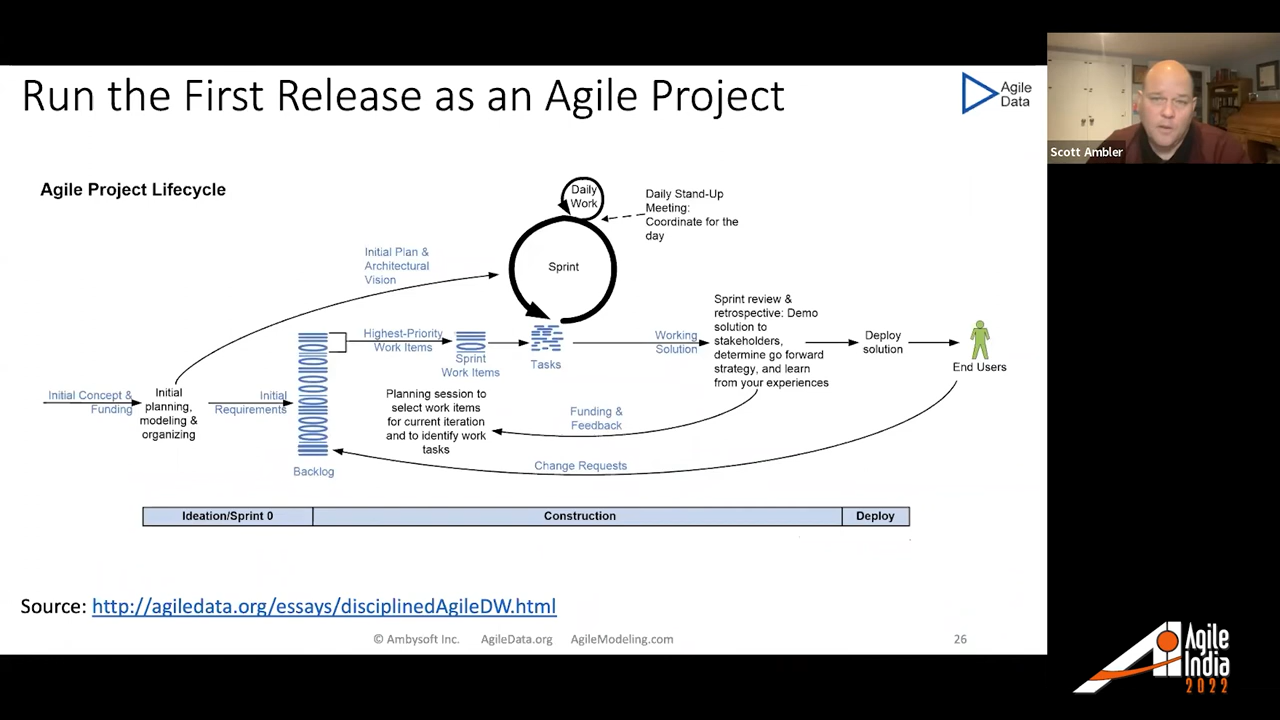 Run the First Release as an Agile Project
Agile
Data
Scott Ambler
Agile Project Lifecycle
Daily
Work
Daily Stand-Up
Meeting:
Coordinate for the
day
Initial Plan &
Architectural
Vision
Sprint
Sprint review &
retrospective: Demo
solution to
stakeholders,
determine go forward
strategy, and learn
from your experiences
Highest-Priority
Work Items
Sprint
Work Items
Tasks
Working
Solution
Deploy
solution
End Users
Initial Concept &
Funding
Initial
planning,
modeling &
organizing
Initial
Requirements
Planning session to
select work items
for current iteration
and to identify work
tasks
Funding &
Feedback
Backlog
Change Requests
Ideation/Sprint 0
Construction
Deploy
Source: http://agiledata.org/essays/disciplinedAgileDW.html
© Ambysoft Inc. AgileData.org AgileModeling.com
26
Agile
India
2022